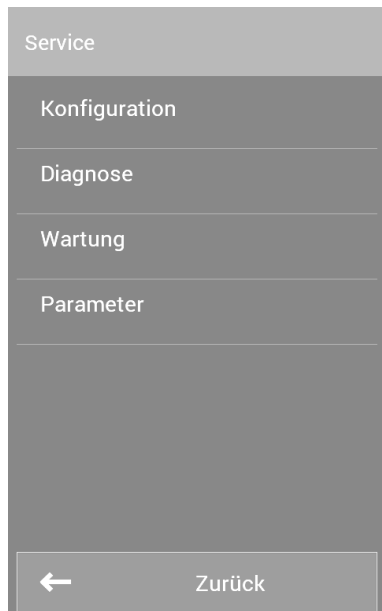 Service
Konfiguration
Diagnose
Wartung
Parameter
Zurück